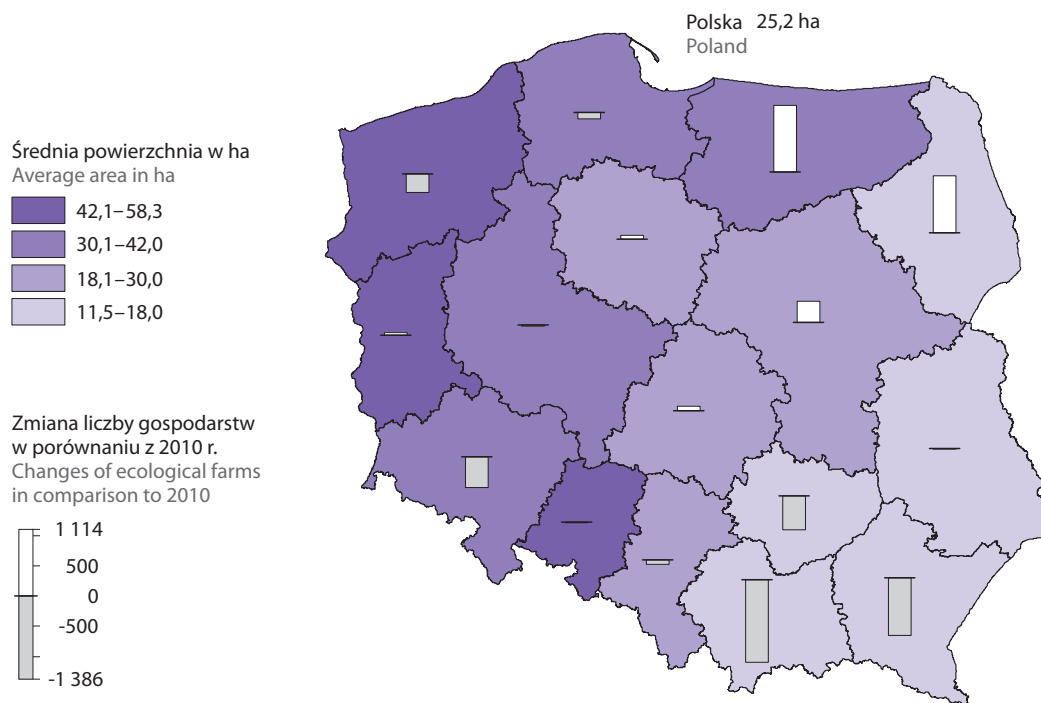 Polska 25,2 ha
Poland
Średnia powierzchnia w ha
Average area in ha
42,1–58,3
30,1–42,0
18,1–30,0
11,5–18,0
Zmiana liczby gospodarstw
w porównaniu z 2010 r.
Changes of ecological farms
in comparison to 2010
1 114
500
0
-500
-1 386